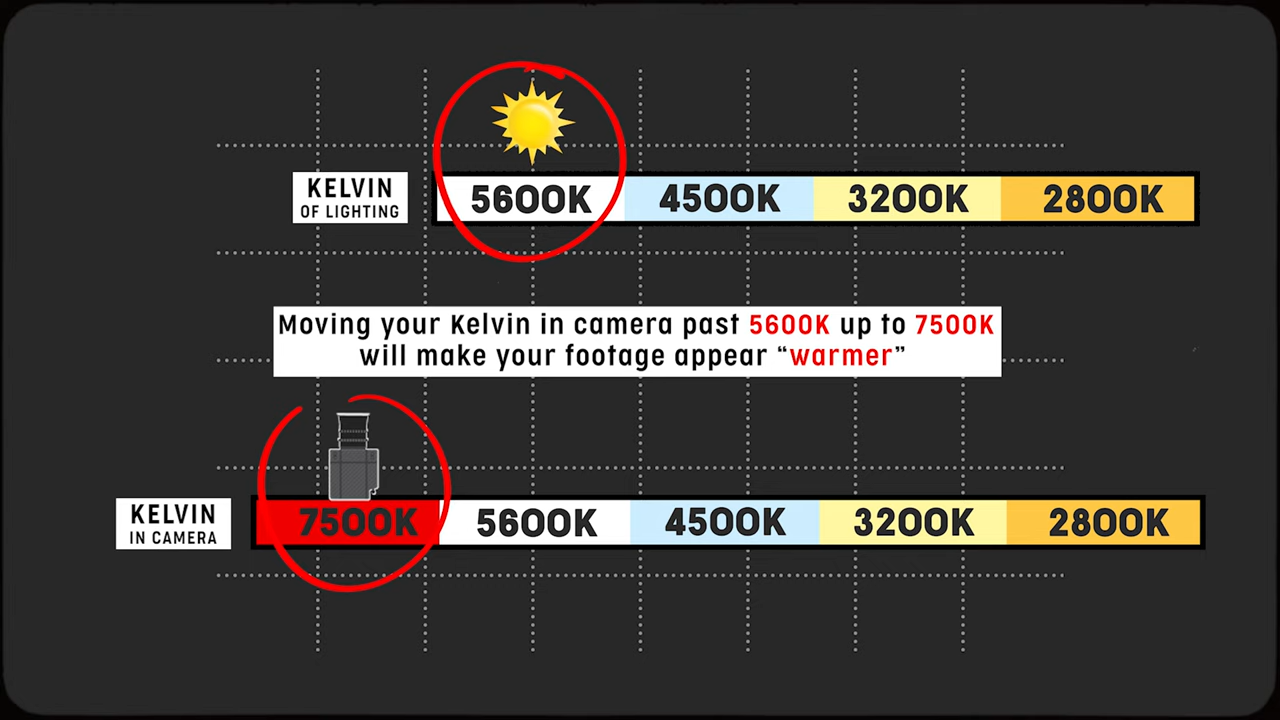 KELVIN
OF LIGHTING
5600K 4500K 3200K 2800K
Moving your Kelvin in camera past 5600K up to 7500K
will make your footage appear “warmer”
KELVIN
IN CAMERA
7500K 5600K 4500K 3200K 2800K